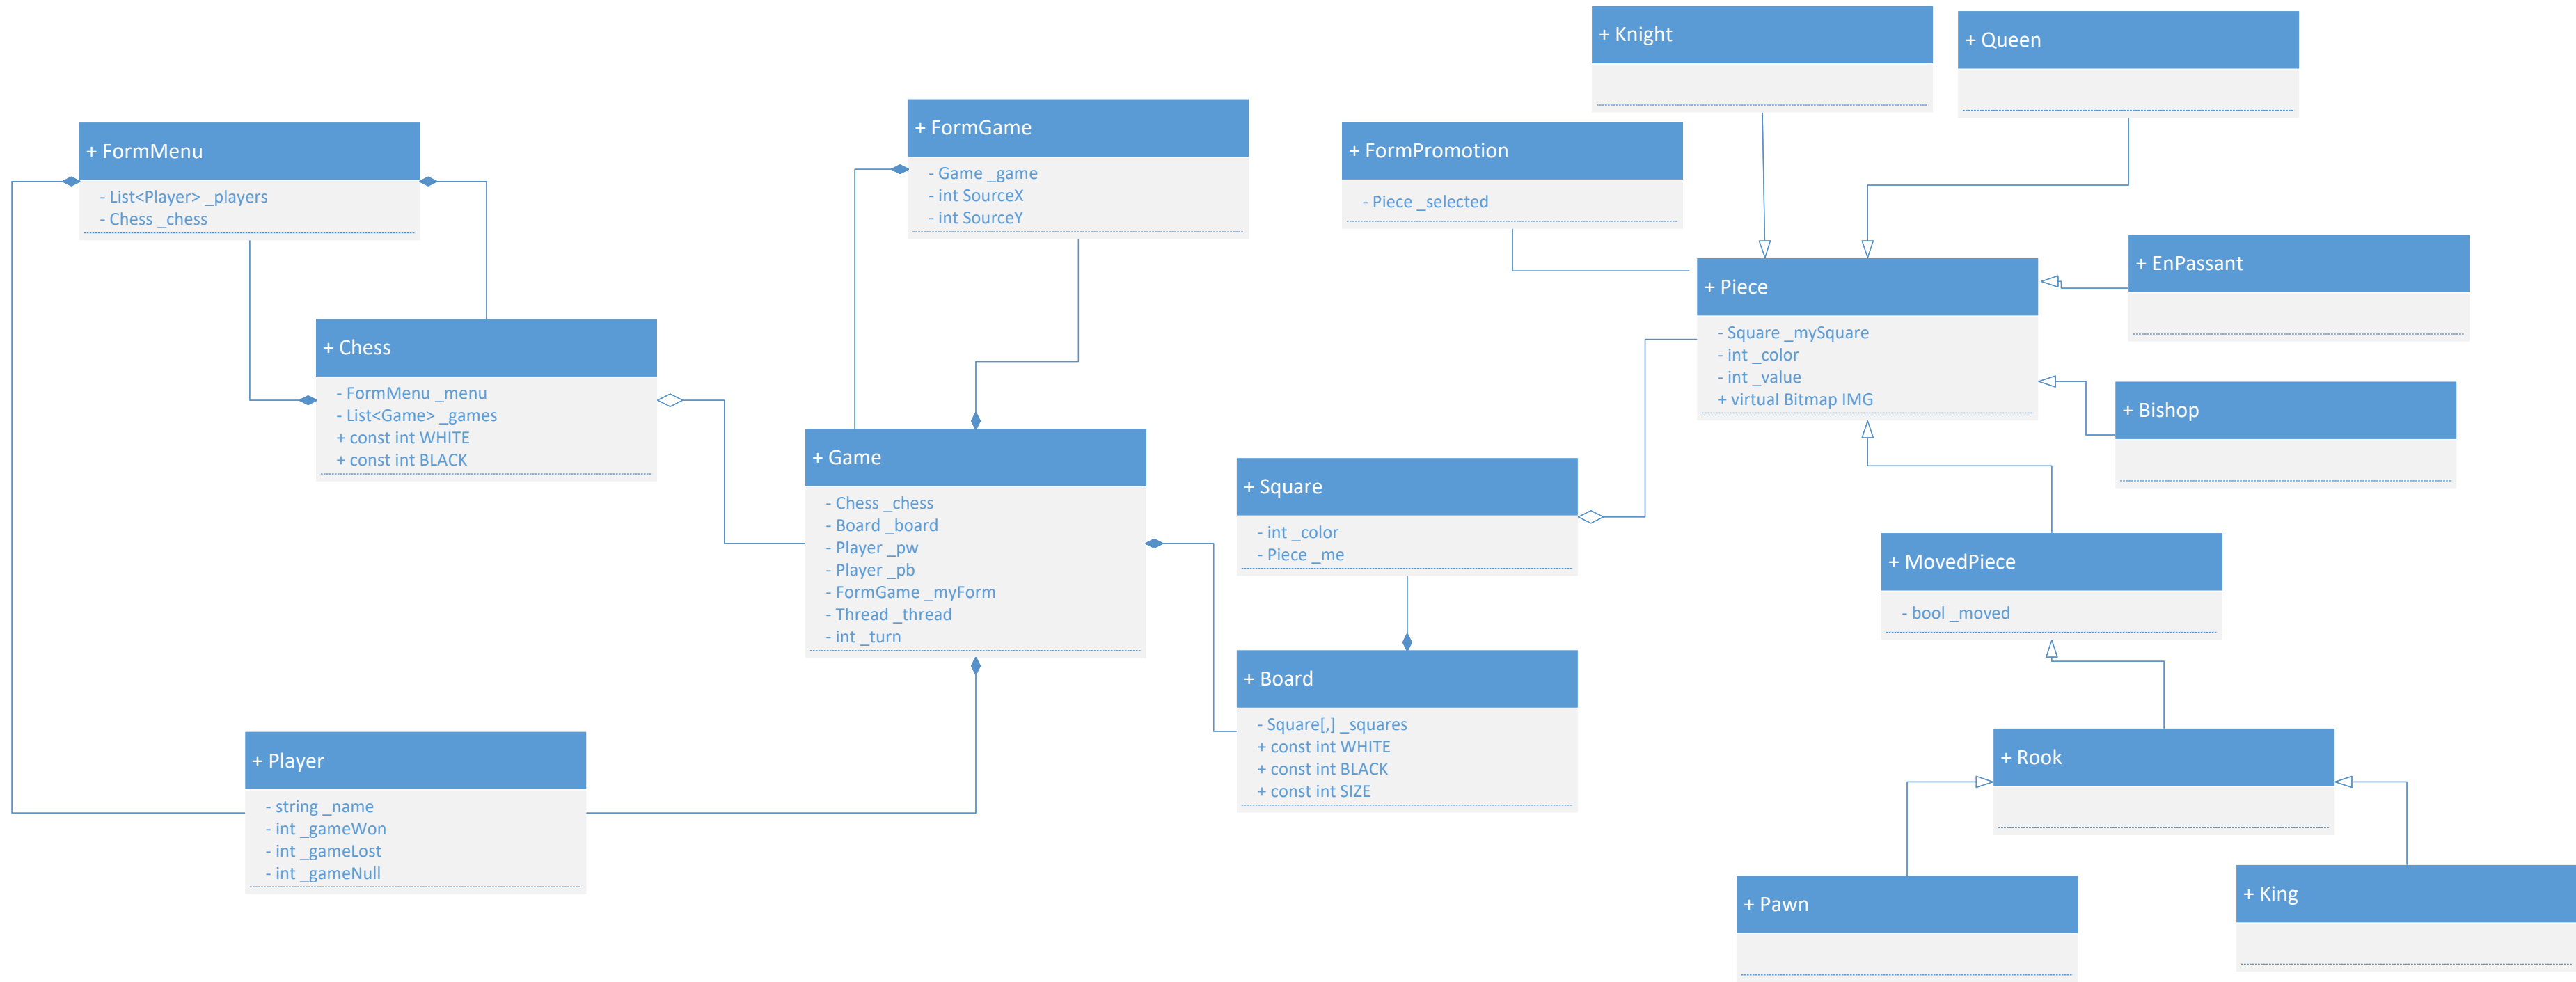 + FormMenu
- List<Player> _players
- Chess _chess
+ Chess
- FormMenu _menu
- List<Game> _games
+ const int WHITE
+ const int BLACK
+ Player
- string _name
- int _gameWon
- int _gameLost
- int _gameNull
+ FormGame
- Game _game
- int SourceX
- int SourceY
+ Game
- Chess _chess
- Board _board
- Player _pw
- Player _pb
- FormGame _myForm
- Thread _thread
- int _turn
+ Square
- int _color
- Piece _me
+ Board
- Square[,] _squares
+ const int WHITE
+ const int BLACK
+ const int SIZE
+ FormPromotion
- Piece _selected
+ Knight
+ Queen
+ Piece
- Square _mySquare
- int _color
- int _value
+ virtual Bitmap IMG
+ EnPassant
+ Bishop
+ MovedPiece
- bool _moved
+ Rook
+ Pawn
+ King